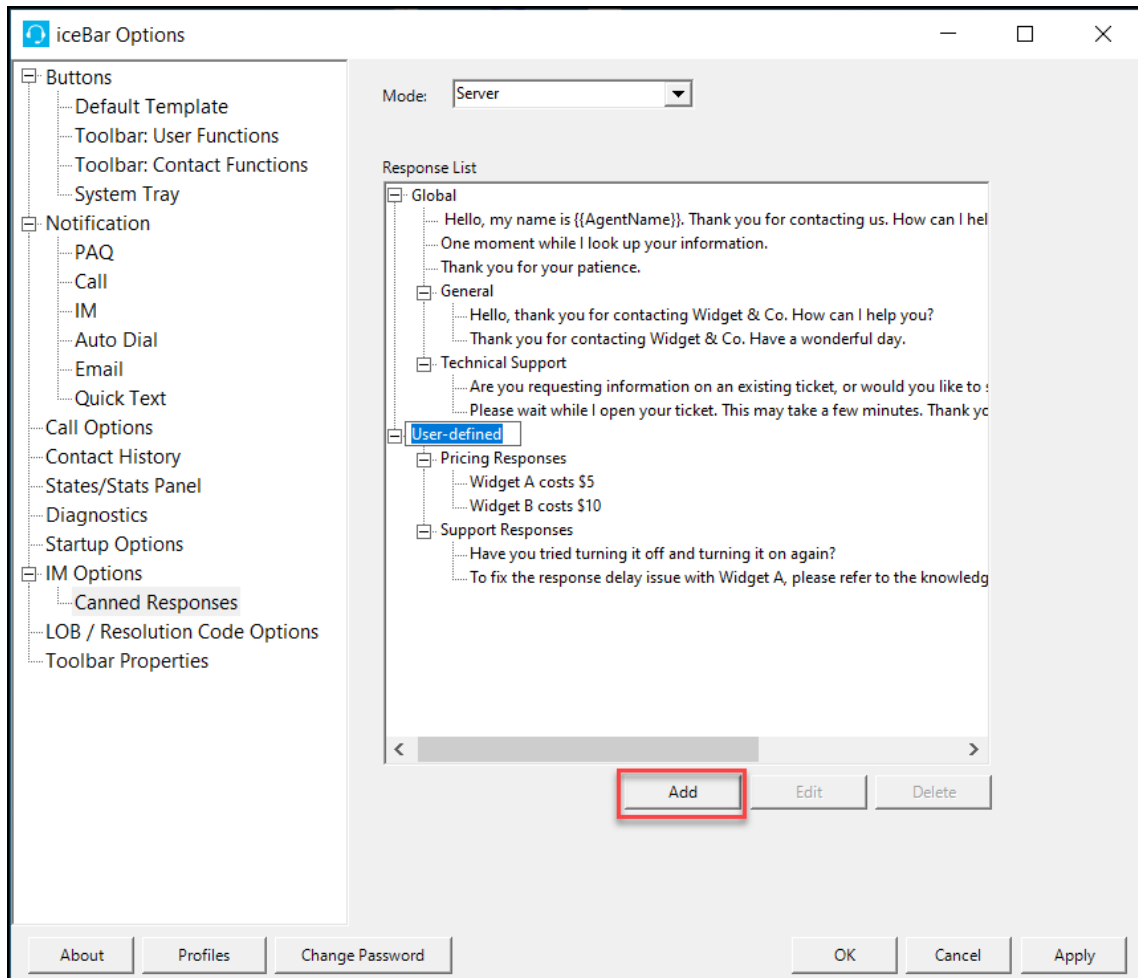 iceBar Options
Buttons
Default Template
Toolbar: User Functions
Toolbar: Contact Functions
System Tray
Notification
PAQ
Call
IM
Auto Dial
Email
Quick Text
Call Options
Contact History
States/Stats Panel
Diagnostics
Startup Options
IM Options
Canned Responses
LOB / Resolution Code Options
Toolbar Properties
Mode: Server
Response List
Global
Hello, my name is {{AgentName}}. Thank you for contacting us. How can I hel
One moment while I look up your information.
Thank you for your patience.
General
Hello, thank you for contacting Widget & Co. How can I help you?
Thank you for contacting Widget & Co. Have a wonderful day.
Technical Support
Are you requesting information on an existing ticket, or would you like to s
Please wait while I open your ticket. This may take a few minutes. Thank yo
User-defined
Pricing Responses
Widget A costs $5
Widget B costs $10
Support Responses
Have you tried turning it off and turning it on again?
To fix the response delay issue with Widget A, please refer to the knowledg
Add Edit Delete
About Profiles Change Password OK Cancel Apply